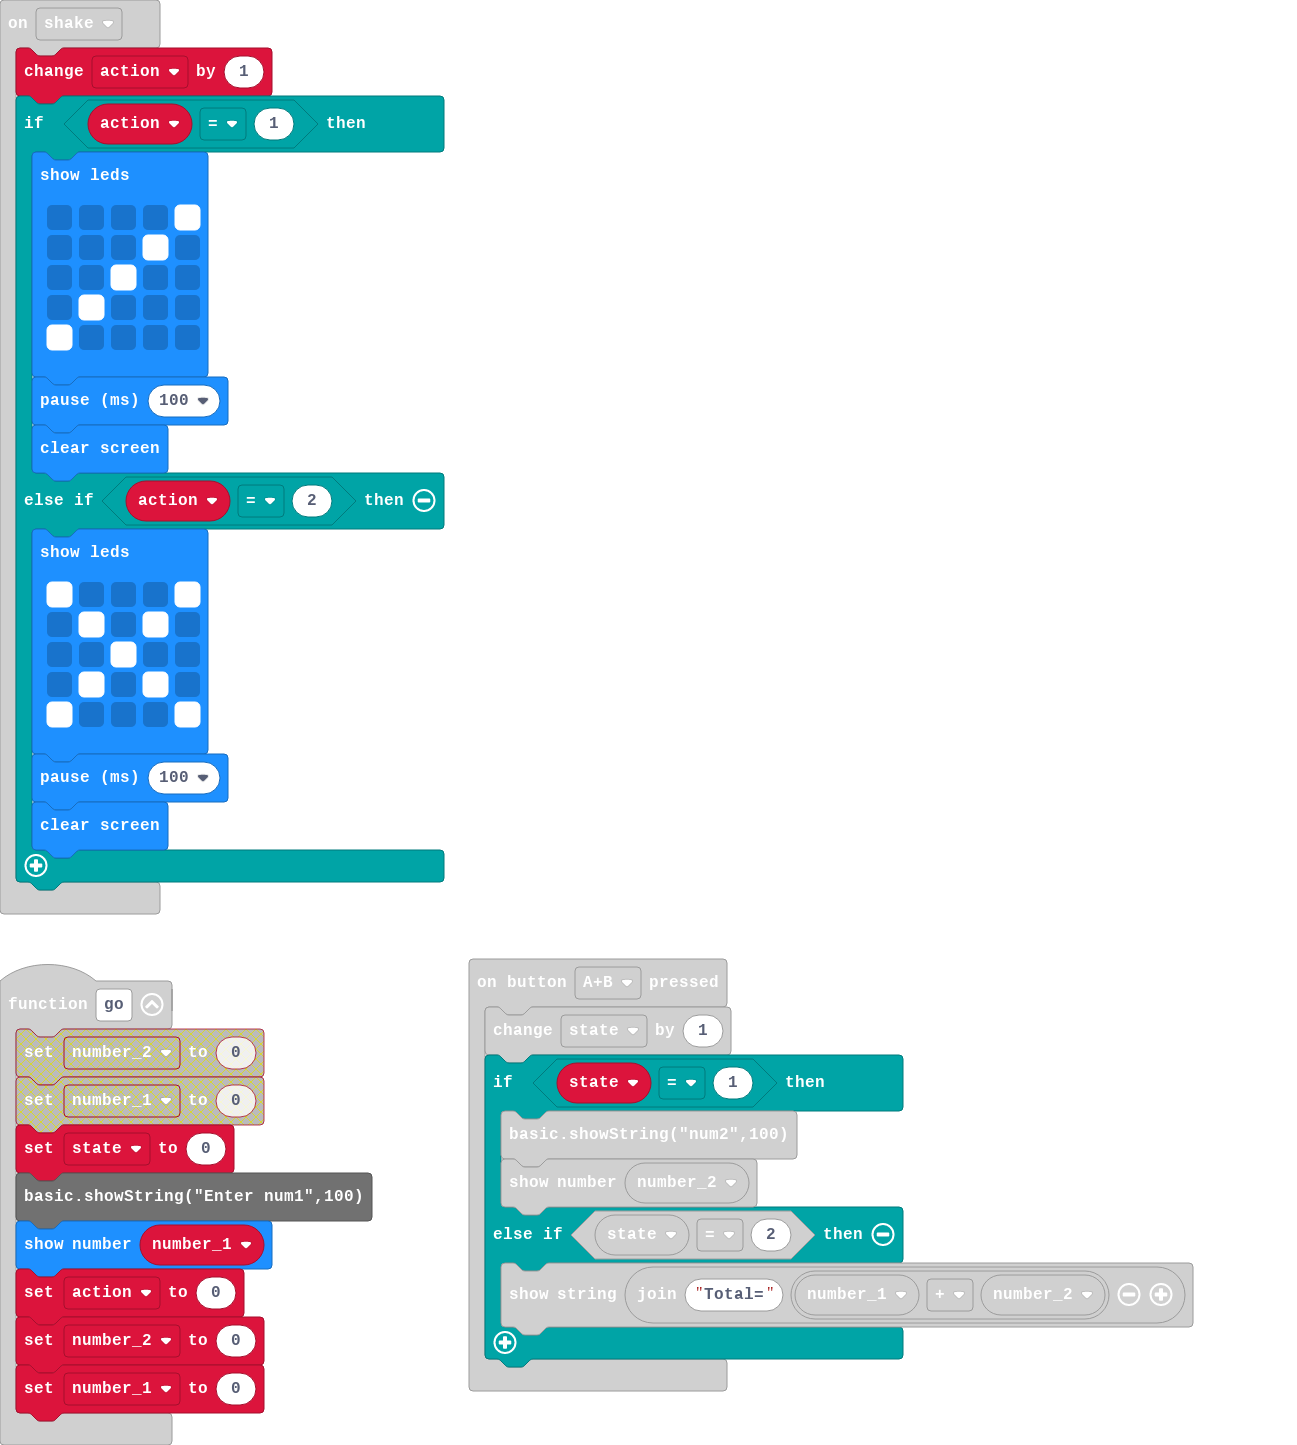 on shake
change action by 1
if action = 1 then
show leds
pause (ms) 100
clear screen
else if action = 2 then
show leds
pause (ms) 100
clear screen
function go
set number_2 to 0
set number_1 to 0
set state to 0
basic.showString("Enter num1",100)
show number number_1
set action to 0
set number_2 to 0
set number_1 to 0
on button A+B pressed
change state by 1
if state = 1 then
basic.showString("num2",100)
show number number_2
else if state = 2 then
show string join "Total=" number_1 + number_2